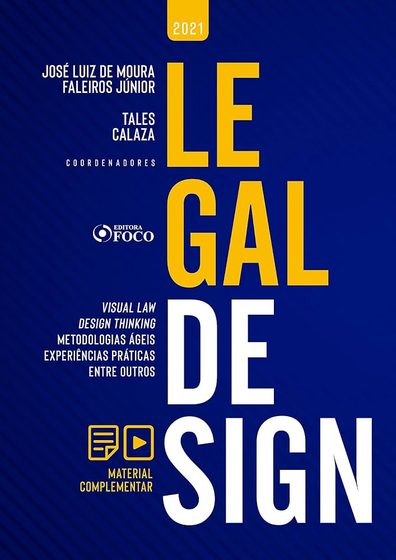 2021
JOSÉ LUIZ DE MOURA
FALEIROS JÚNIOR
TALES
CALAZA
COORDENADORES
EDITORA
FOCO
LE
GAL
DE
SIGN
VISUAL LAW
DESIGN THINKING
METODOLOGIAS ÁGEIS
EXPERIÊNCIAS PRÁTICAS
ENTRE OUTROS
MATERIAL
COMPLEMENTAR